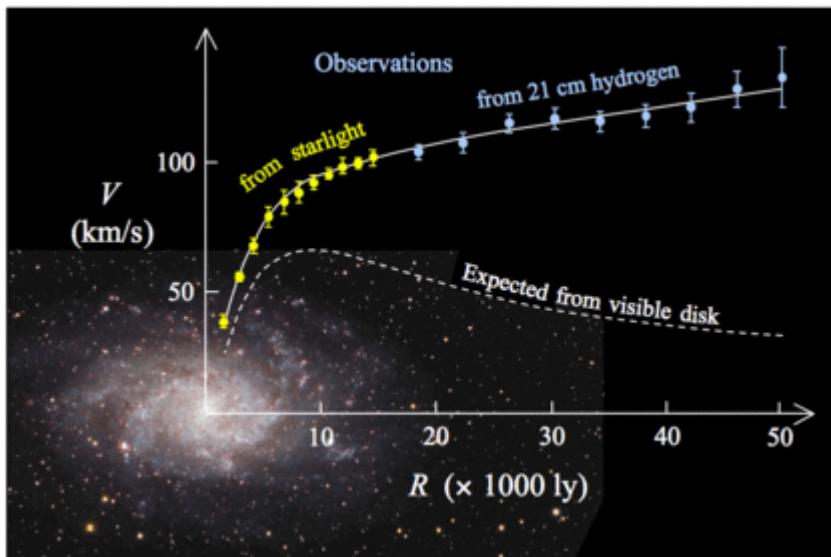 Observations
from 21 cm hydrogen
from starlight
100
V
(km/s)
50
Expected from visible disk
10 20 30 40 50
R (× 1000 ly)